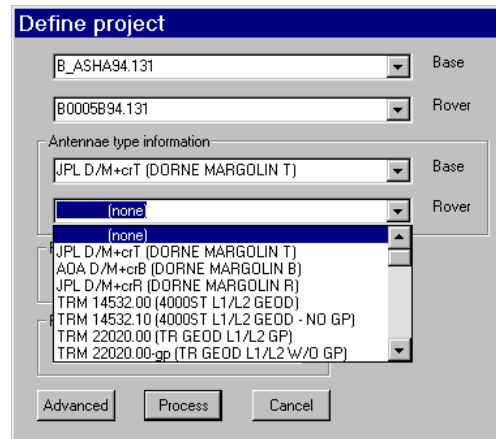 Define project
B_ASHA94.131 Base
B0005B94.131 Rover
Antennae type information
JPL D/M+crT (DORNE MARGOLIN T) Base
(none) Rover
(none)
JPL D/M+crT (DORNE MARGOLIN T)
AOA D/M+crB (DORNE MARGOLIN B)
JPL D/M+crR (DORNE MARGOLIN R)
TRM 14532.00 (4000ST L1/L2 GEOD)
TRM 14532.10 (4000ST L1/L2 GEOD - NO GP)
TRM 22020.00 (TR GEOD L1/L2 GP)
TRM 22020.00-gp (TR GEOD L1/L2 W/O GP)
Advanced Process Cancel